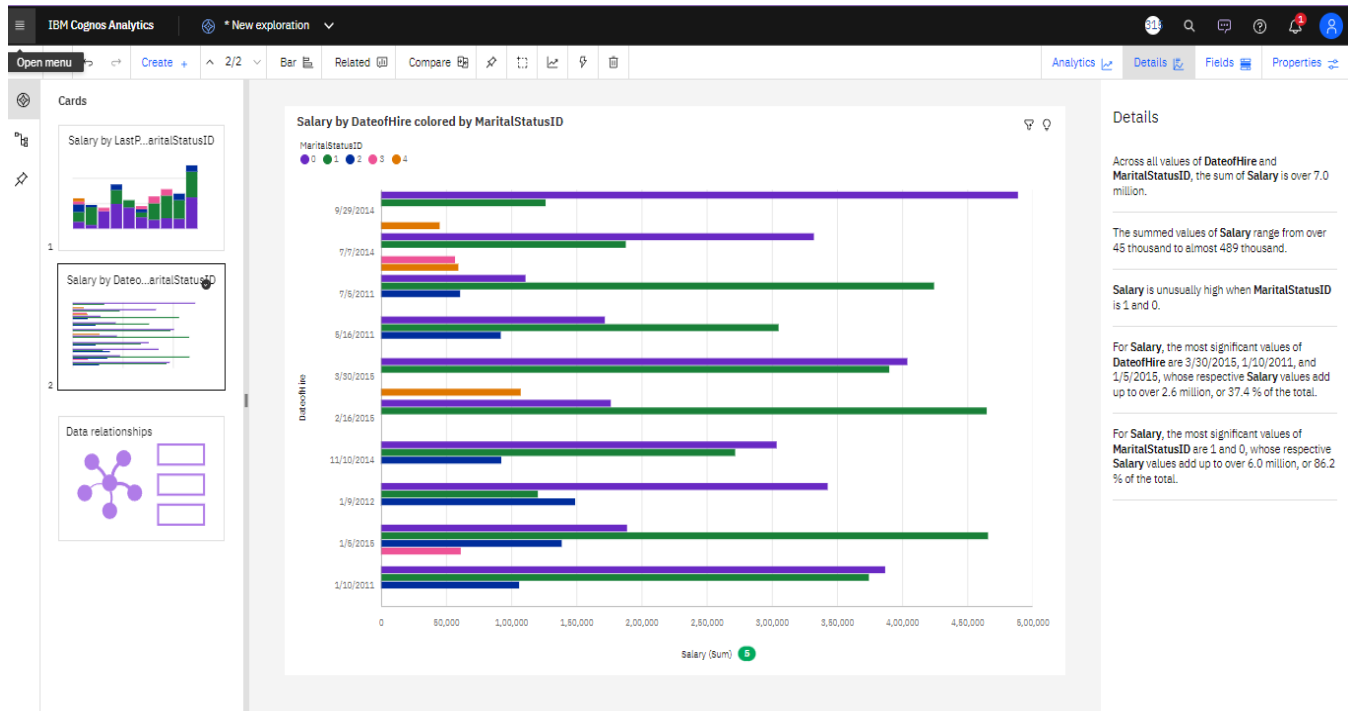 IBM Cognos Analytics
* New exploration
1
Open menu
Create +
2/2
Bar
Related
Compare
Analytics
Details
Fields
Properties
Cards
Salary by LastP...aritalStatusID
1
Salary by Dateo...aritalStatusID
2
Data relationships
Salary by DateofHire colored by MaritalStatusID
MaritalStatusID
0 1 2 3 4
DateofHire
9/29/2014
7/7/2014
7/5/2011
5/16/2011
3/30/2015
2/16/2015
11/10/2014
1/9/2012
1/5/2015
1/10/2011
0 50,000 1,00,000 1,50,000 2,00,000 2,50,000 3,00,000 3,50,000 4,00,000 4,50,000 5,00,000
Salary (Sum) 5
Details
Across all values of DateofHire and
MaritalStatusID, the sum of Salary is over 7.0
million.
The summed values of Salary range from over
45 thousand to almost 489 thousand.
Salary is unusually high when MaritalStatusID
is 1 and 0.
For Salary, the most significant values of
DateofHire are 3/30/2015, 1/10/2011, and
1/5/2015, whose respective Salary values add
up to over 2.6 million, or 37.4 % of the total.
For Salary, the most significant values of
MaritalStatusID are 1 and 0, whose respective
Salary values add up to over 6.0 million, or 86.2
% of the total.